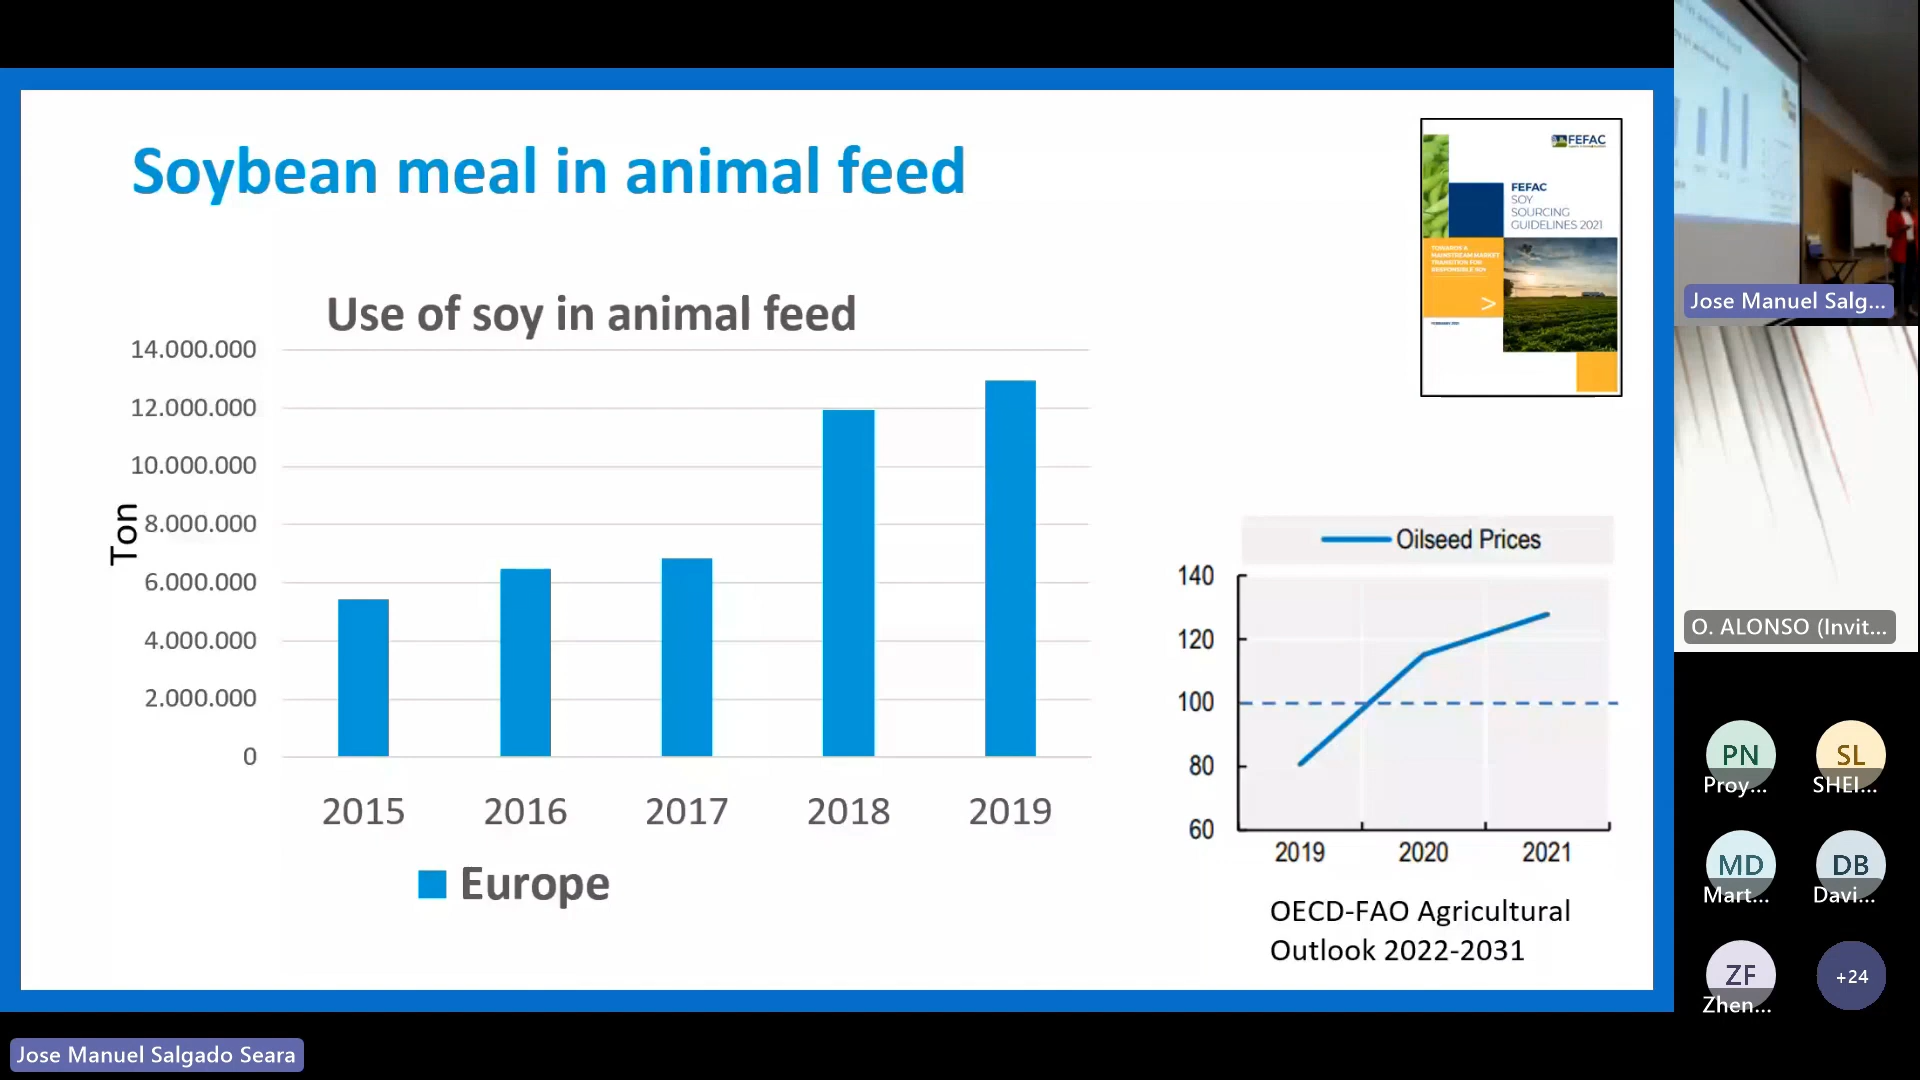 Soybean meal in animal feed
Use of soy in animal feed
14.000.000
12.000.000
10.000.000
8.000.000
6.000.000
4.000.000
2.000.000
0
Ton
2015 2016 2017 2018 2019
Europe
FEFAC
FEFAC
SOY
SOURCING
GUIDELINES 2021
TOWARDS A
MAINSTREAM MARKET
TRANSITION FOR
RESPONSIBLE SOY
>
Oilseed Prices
140
120
100
80
60
2019 2020 2021
OECD-FAO Agricultural
Outlook 2022-2031
Jose Manuel Salg...
O. ALONSO (Invit...
PN
Proy...
SL
SHEI...
MD
Mart...
DB
Davi...
ZF
Zhen...
+24
Jose Manuel Salgado Seara